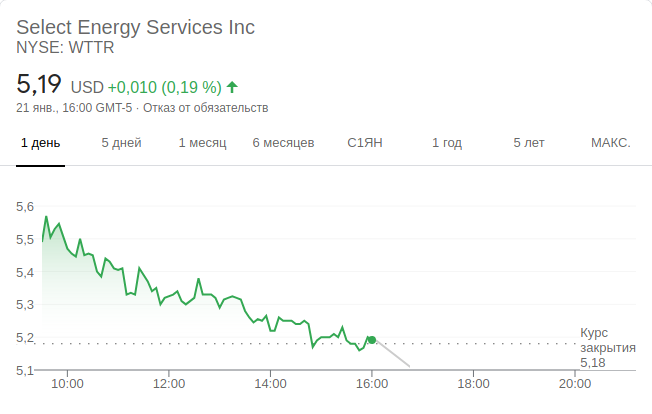 Select Energy Services Inc
NYSE: WTTR
5,19 USD +0,010 (0,19 %)
21 янв., 16:00 GMT-5 · Отказ от обязательств
1 день 5 дней 1 месяц 6 месяцев С1ЯН 1 год 5 лет МАКС.
5,6
5,5
5,4
5,3
5,2
5,1
Курс
закрытия
5,18
10:00 12:00 14:00 16:00 18:00 20:00